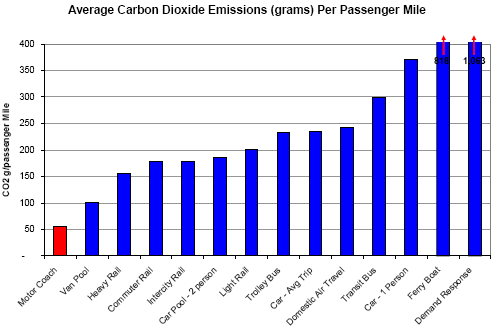 Average Carbon Dioxide Emissions (grams) Per Passenger Mile
CO2 g/passenger Mile
400
350
300
250
200
150
100
50
-
Motor Coach
Van Pool
Heavy Rail
Commuter Rail
Intercity Rail
Car Pool - 2 person
Light Rail
Trolley Bus
Car - Avg Trip
Domestic Air Travel
Transit Bus
Car - 1 Person
Ferry Boat
Demand Response